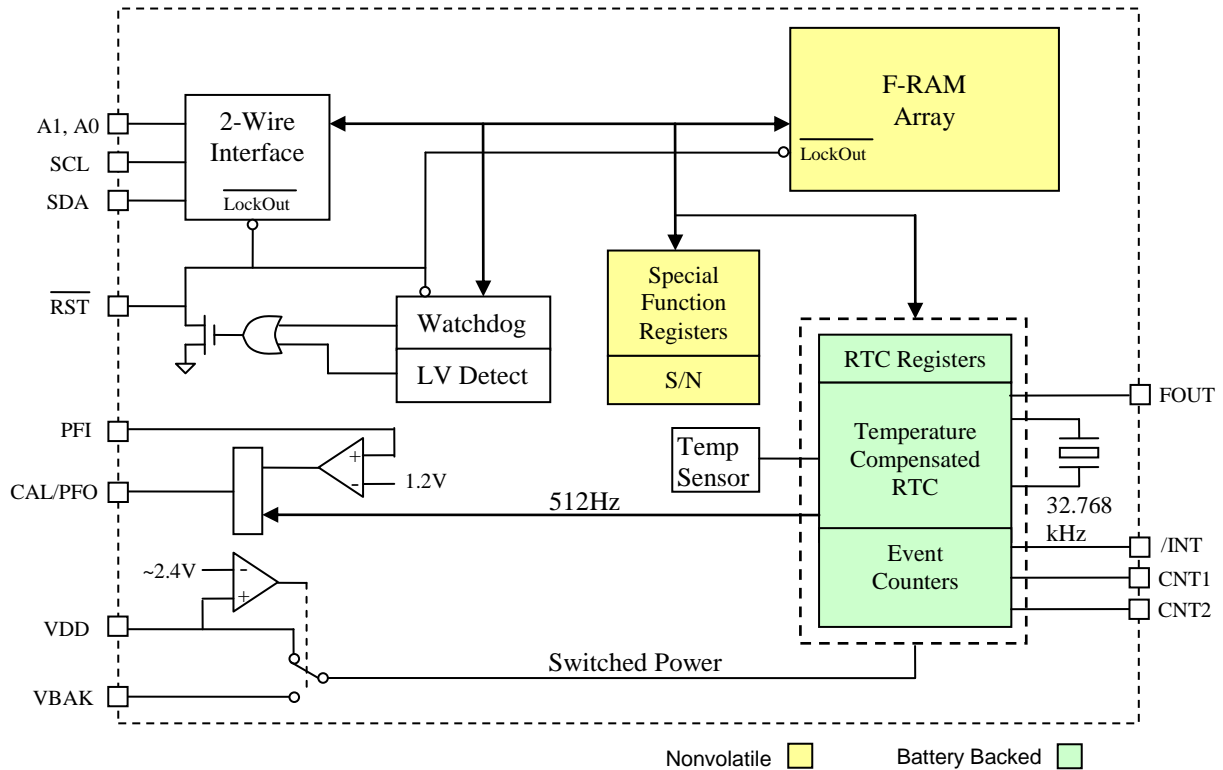 F-RAM
Array
LockOut
A1, A0
SCL
SDA
2-Wire
Interface
LockOut
RST
Watchdog
LV Detect
Special
Function
Registers
S/N
RTC Registers
Temperature
Compensated
RTC
Event
Counters
FOUT
32.768
kHz
/INT
CNT1
CNT2
Temp
Sensor
PFI
CAL/PFO
+
-
1.2V
512Hz
~2.4V
-
+
VDD
VBAK
Switched Power
Nonvolatile
Battery Backed